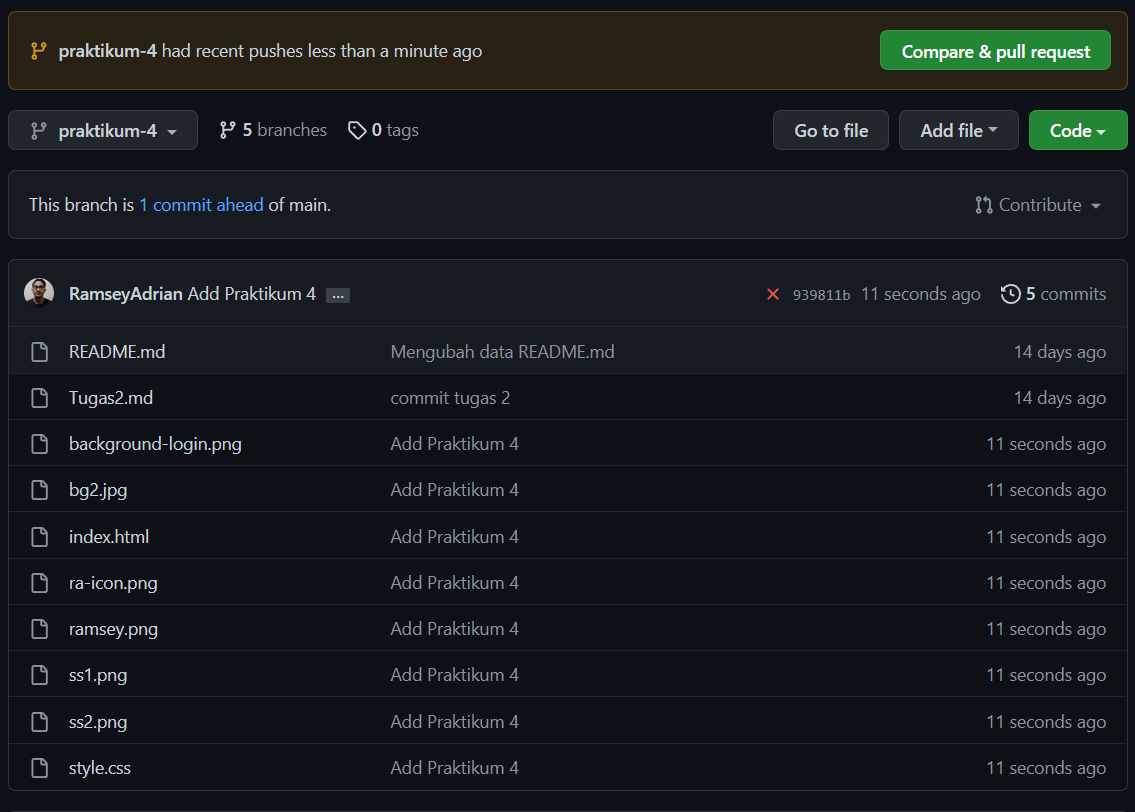 praktikum-4 had recent pushes less than a minute ago Compare & pull request
praktikum-4 5 branches 0 tags Go to file Add file Code
This branch is 1 commit ahead of main. Contribute
RamseyAdrian Add Praktikum 4 ... 939811b 11 seconds ago 5 commits
README.md Mengubah data README.md 14 days ago
Tugas2.md commit tugas 2 14 days ago
background-login.png Add Praktikum 4 11 seconds ago
bg2.jpg Add Praktikum 4 11 seconds ago
index.html Add Praktikum 4 11 seconds ago
ra-icon.png Add Praktikum 4 11 seconds ago
ramsey.png Add Praktikum 4 11 seconds ago
ss1.png Add Praktikum 4 11 seconds ago
ss2.png Add Praktikum 4 11 seconds ago
style.css Add Praktikum 4 11 seconds ago